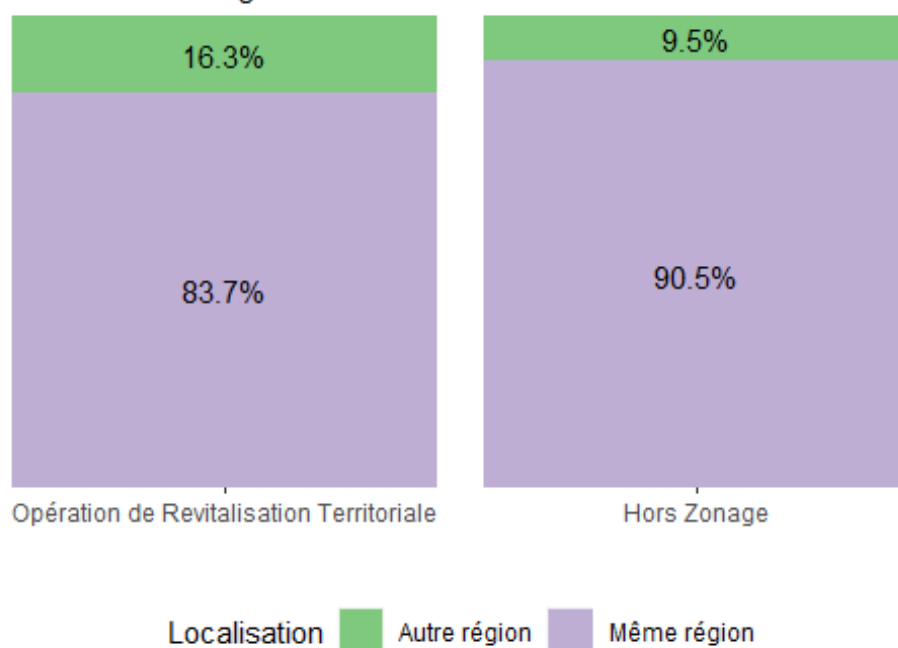 16.3%
9.5%
83.7%
90.5%
Opération de Revitalisation Territoriale
Hors Zonage
Localisation Autre région Même région